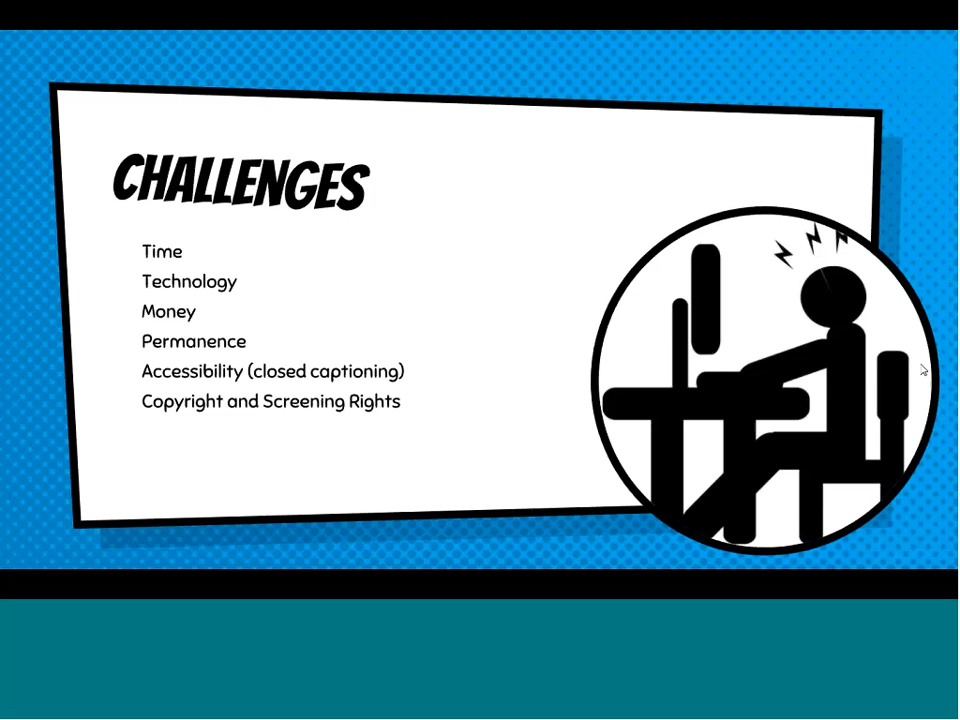 CHALLENGES
Time
Technology
Money
Permanence
Accessibility (closed captioning)
Copyright and Screening Rights